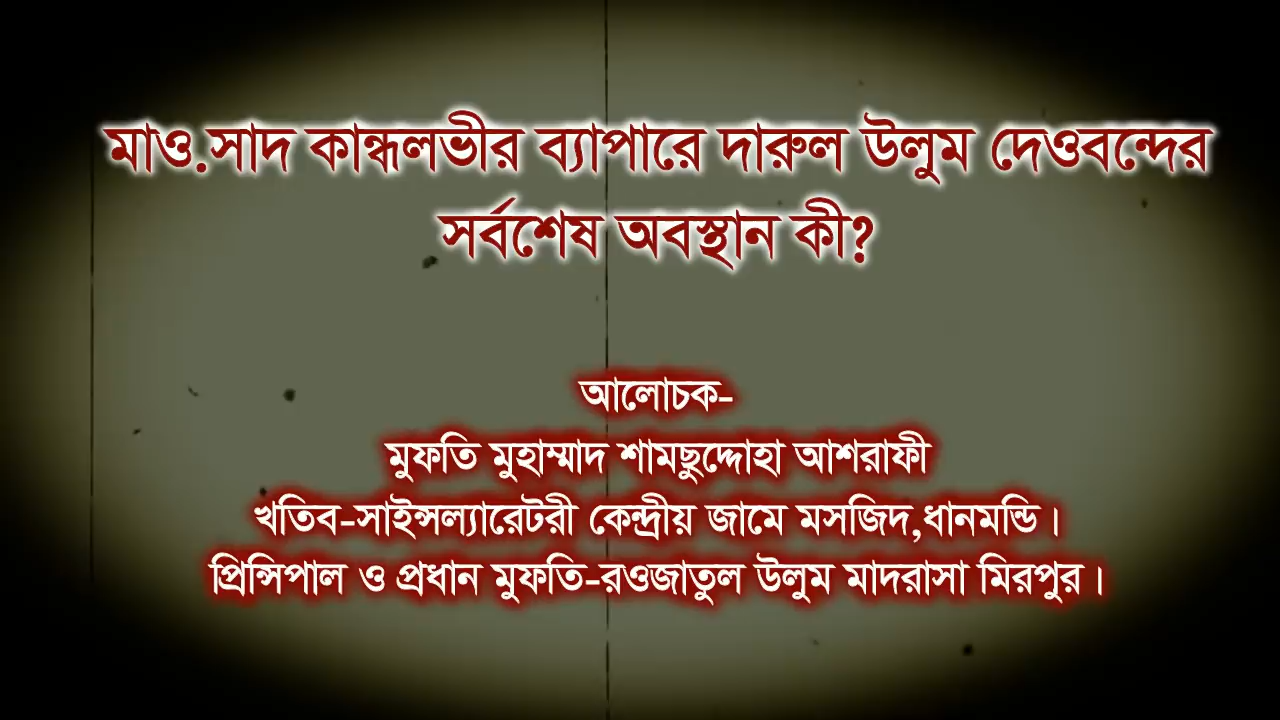 মাও.সাদ কান্ধলভীর ব্যাপারে দারুল উলুম দেওবন্দের
সর্বশেষ অবস্থান কী?
আলোচক-
মুফতি মুহাম্মাদ শামছুদ্দোহা আশরাফী
খতিব-সাইন্সল্যারেটরী কেন্দ্রীয় জামে মসজিদ,ধানমন্ডি।
প্রিন্সিপাল ও প্রধান মুফতি-রওজাতুল উলুম মাদরাসা মিরপুর।